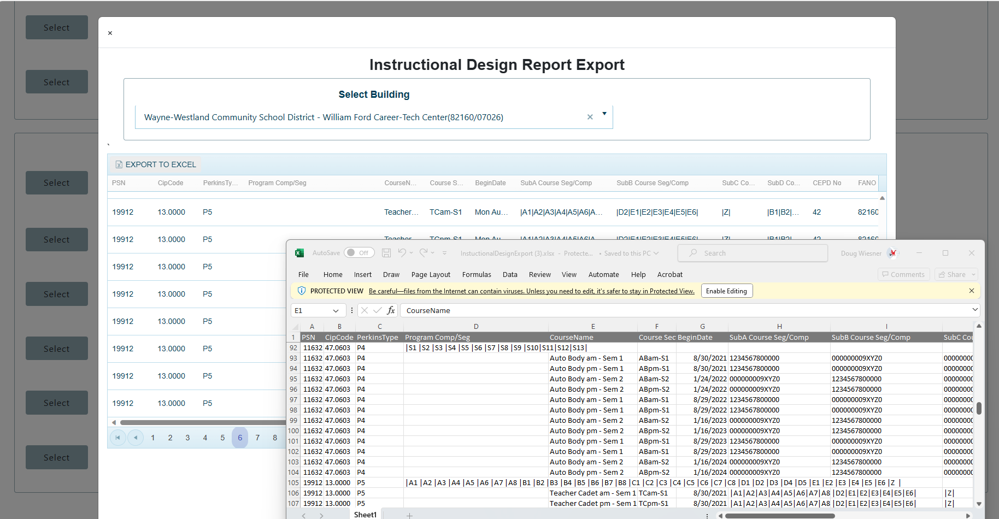 Select
Select
Select
Select
Select
Select
Select
Select
×
Instructional Design Report Export
Select Building
Wayne-Westland Community School District - William Ford Career-Tech Center(82160/07026)
`
EXPORT TO EXCEL
PSN CipCode PerkinsTy... Program Comp/Seg CourseN... Course S... BeginDate SubA Course Seg/Comp SubB Course Seg/Comp SubC Co... SubD Co... CEPD No FANO
19912 13.0000 P5 Teacher... TCam-S1 Mon Au... |A1|A2|A3|A4|A5|A6|A... |D2|E1|E2|E3|E4|E5|E6| |Z| |B1|B2|... 42 82160
19912 13.0000 P5 Teacher... TCpm-S1 Mon Au... |A1|A2|A3|A4|A5|A6|A... |D2|E1|E2|E3|E4|E5|E6| |Z| |B1|B2|... 42 82160
19912 13.0000 P5
19912 13.0000 P5
19912 13.0000 P5
19912 13.0000 P5
19912 13.0000 P5
19912 13.0000 P5
1 2 3 4 5 6 7 8
AutoSave Off InstuctionalDesignExport (3).xlsx - Protecte... • Saved to this PC Search Doug Wiesner
File Home Insert Draw Page Layout Formulas Data Review View Automate Help Acrobat Comments Share
PROTECTED VIEW Be careful—files from the Internet can contain viruses. Unless you need to edit, it's safer to stay in Protected View. Enable Editing
E1 fx CourseName
A B C D E F G H I
1 PSN CipCode PerkinsType Program Comp/Seg CourseName Course Sec BeginDate SubA Course Seg/Comp SubB Course Seg/Comp SubC Cou
92 11632 47.0603 P4 |S1 |S2 |S3 |S4 |S5 |S6 |S7 |S8 |S9 |S10|S11|S12|S13|
93 11632 47.0603 P4 Auto Body am - Sem 1 ABam-S1 8/30/2021 1234567800000 000000009XYZ0 00000000
94 11632 47.0603 P4 Auto Body pm - Sem 1 ABpm-S1 8/30/2021 1234567800000 000000009XYZ0 00000000
95 11632 47.0603 P4 Auto Body am - Sem 2 ABam-S2 1/24/2022 000000009XYZ0 1234567800000 00000000
96 11632 47.0603 P4 Auto Body pm - Sem 2 ABpm-S2 1/24/2022 000000009XYZ0 1234567800000 00000000
97 11632 47.0603 P4 Auto Body am - Sem 1 ABam-S1 8/29/2022 1234567800000 000000009XYZ0 00000000
98 11632 47.0603 P4 Auto Body pm - Sem 1 ABpm-S1 8/29/2022 1234567800000 000000009XYZ0 00000000
99 11632 47.0603 P4 Auto Body am - Sem 2 ABam-S2 1/16/2023 000000009XYZ0 1234567800000 00000000
100 11632 47.0603 P4 Auto Body pm - Sem 2 ABpm-S2 1/16/2023 000000009XYZ0 1234567800000 00000000
101 11632 47.0603 P4 Auto Body pm - Sem 1 ABpm-S1 8/29/2023 1234567800000 000000009XYZ0 00000000
102 11632 47.0603 P4 Auto Body am - Sem 1 ABam-S1 8/29/2023 1234567800000 000000009XYZ0 00000000
103 11632 47.0603 P4 Auto Body am - Sem 2 ABam-S2 1/16/2024 000000009XYZ0 1234567800000 00000000
104 11632 47.0603 P4 Auto Body pm - Sem 2 ABpm-S2 1/16/2024 000000009XYZ0 1234567800000 00000000
105 19912 13.0000 P5 |A1 |A2 |A3 |A4 |A5 |A6 |A7 |A8 |B1 |B2 |B3 |B4 |B5 |B6 |B7 |B8 |C1 |C2 |C3 |C4 |C5 |C6 |C7 |C8 |D1 |D2 |D3 |D4 |D5 |E1 |E2 |E3 |E4 |E5 |E6 |Z |
106 19912 13.0000 P5 Teacher Cadet am - Sem 1 TCam-S1 8/30/2021 |A1|A2|A3|A4|A5|A6|A7|A8 |D2|E1|E2|E3|E4|E5|E6| |Z|
107 19912 13.0000 P5 Teacher Cadet pm - Sem 1 TCpm-S1 8/30/2021 |A1|A2|A3|A4|A5|A6|A7|A8 |D2|E1|E2|E3|E4|E5|E6| |Z|
Sheet1